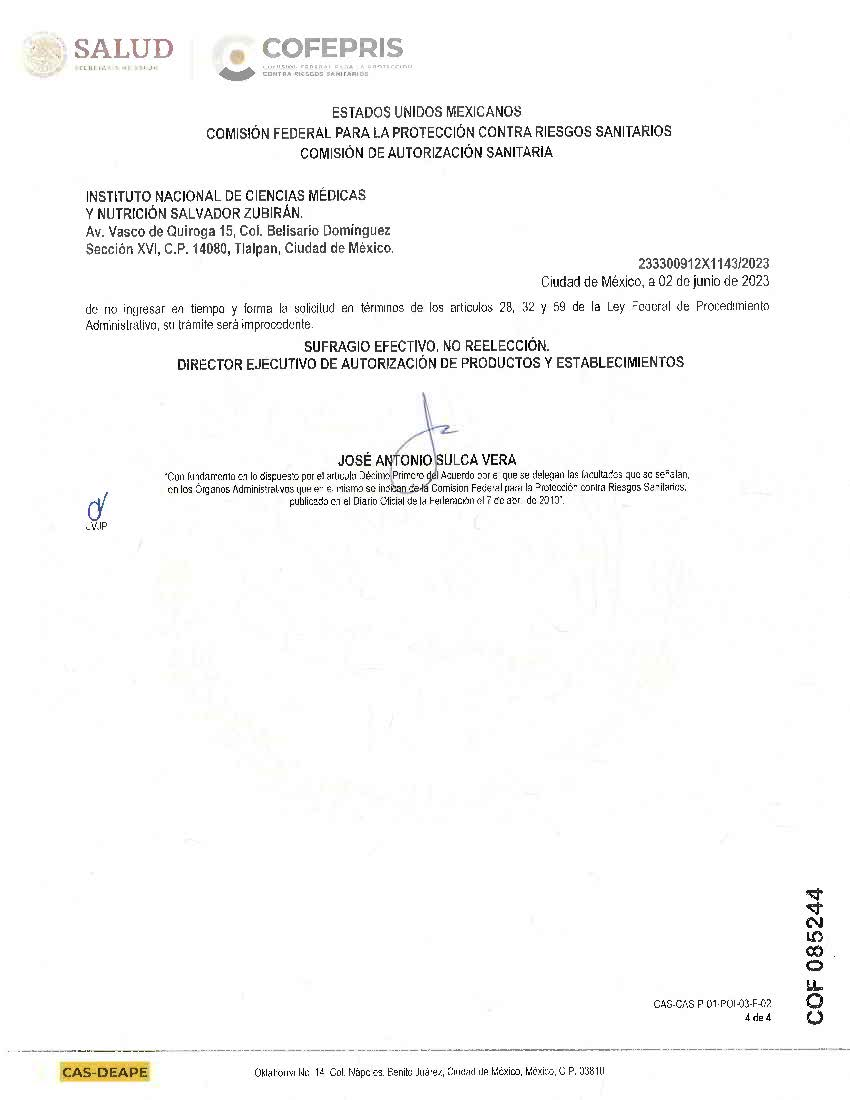 SALUD
SECRETARÍA DE SALUD
COFEPRIS
COMISIÓN FEDERAL PARA LA PROTECCIÓN
CONTRA RIESGOS SANITARIOS
ESTADOS UNIDOS MEXICANOS
COMISIÓN FEDERAL PARA LA PROTECCIÓN CONTRA RIESGOS SANITARIOS
COMISIÓN DE AUTORIZACIÓN SANITARIA
INSTITUTO NACIONAL DE CIENCIAS MÉDICAS
Y NUTRICIÓN SALVADOR ZUBIRÁN.
Av. Vasco de Quiroga 15, Col. Belisario Domínguez
Sección XVI, C.P. 14080, Tlalpan, Ciudad de México.
233300912X1143/2023
Ciudad de México, a 02 de junio de 2023
de no ingresar en tiempo y forma la solicitud en términos de los artículos 28, 32 y 59 de la Ley Federal de Procedimiento
Administrativo, su trámite será improcedente.
SUFRAGIO EFECTIVO, NO REELECCIÓN.
DIRECTOR EJECUTIVO DE AUTORIZACIÓN DE PRODUCTOS Y ESTABLECIMIENTOS
JOSÉ ANTONIO SULCA VERA
"Con fundamento en lo dispuesto por el artículo Décimo Primero del Acuerdo por el que se delegan las facultades que se señalan,
en los Órganos Administrativos que en el mismo se indican de la Comisión Federal para la Protección contra Riesgos Sanitarios,
publicado en el Diario Oficial de la Federación el 7 de abril de 2010".
JVJP
CAS-CAS-P-01-POI-03-F-02
4 de 4
COF 085244
CAS-DEAPE
Oklahoma No. 14, Col. Nápoles, Benito Juárez, Ciudad de México, México, C.P. 03810